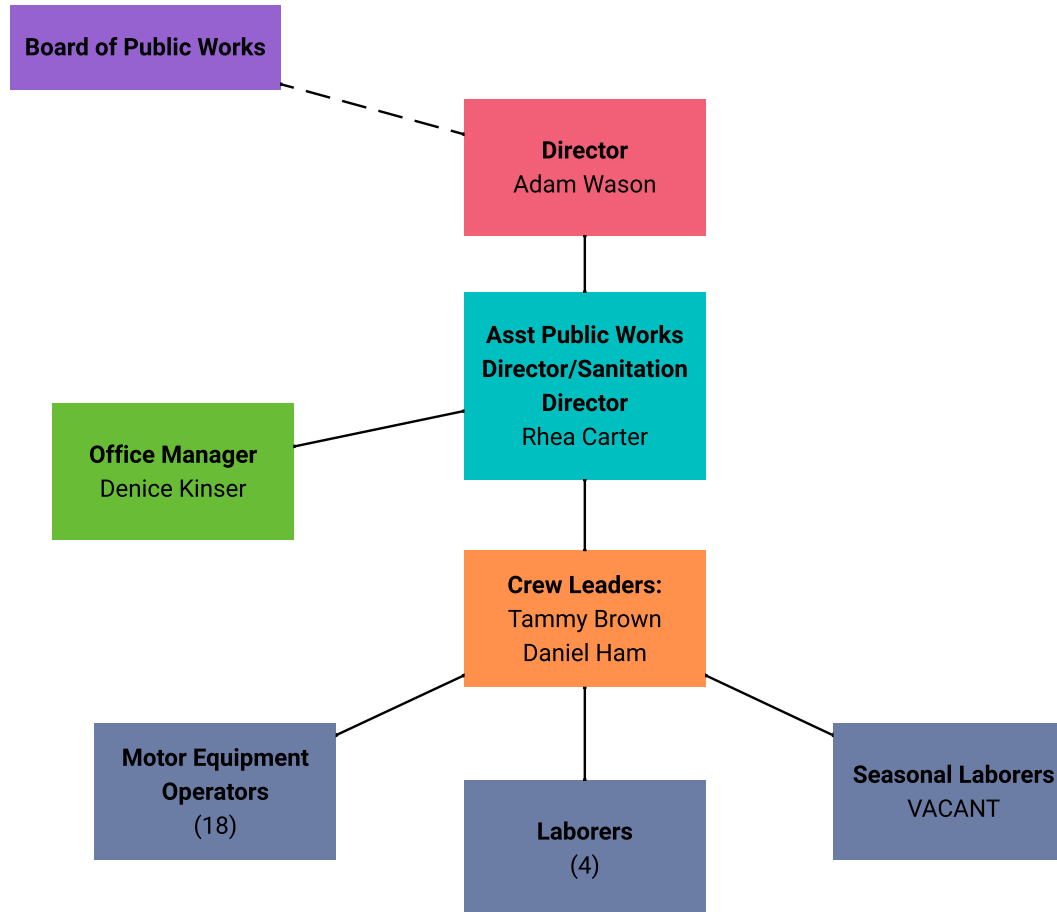 Board of Public Works
Director
Adam Wason
Asst Public Works
Director/Sanitation
Director
Rhea Carter
Office Manager
Denice Kinser
Crew Leaders:
Tammy Brown
Daniel Ham
Motor Equipment
Operators
(18)
Laborers
(4)
Seasonal Laborers
VACANT